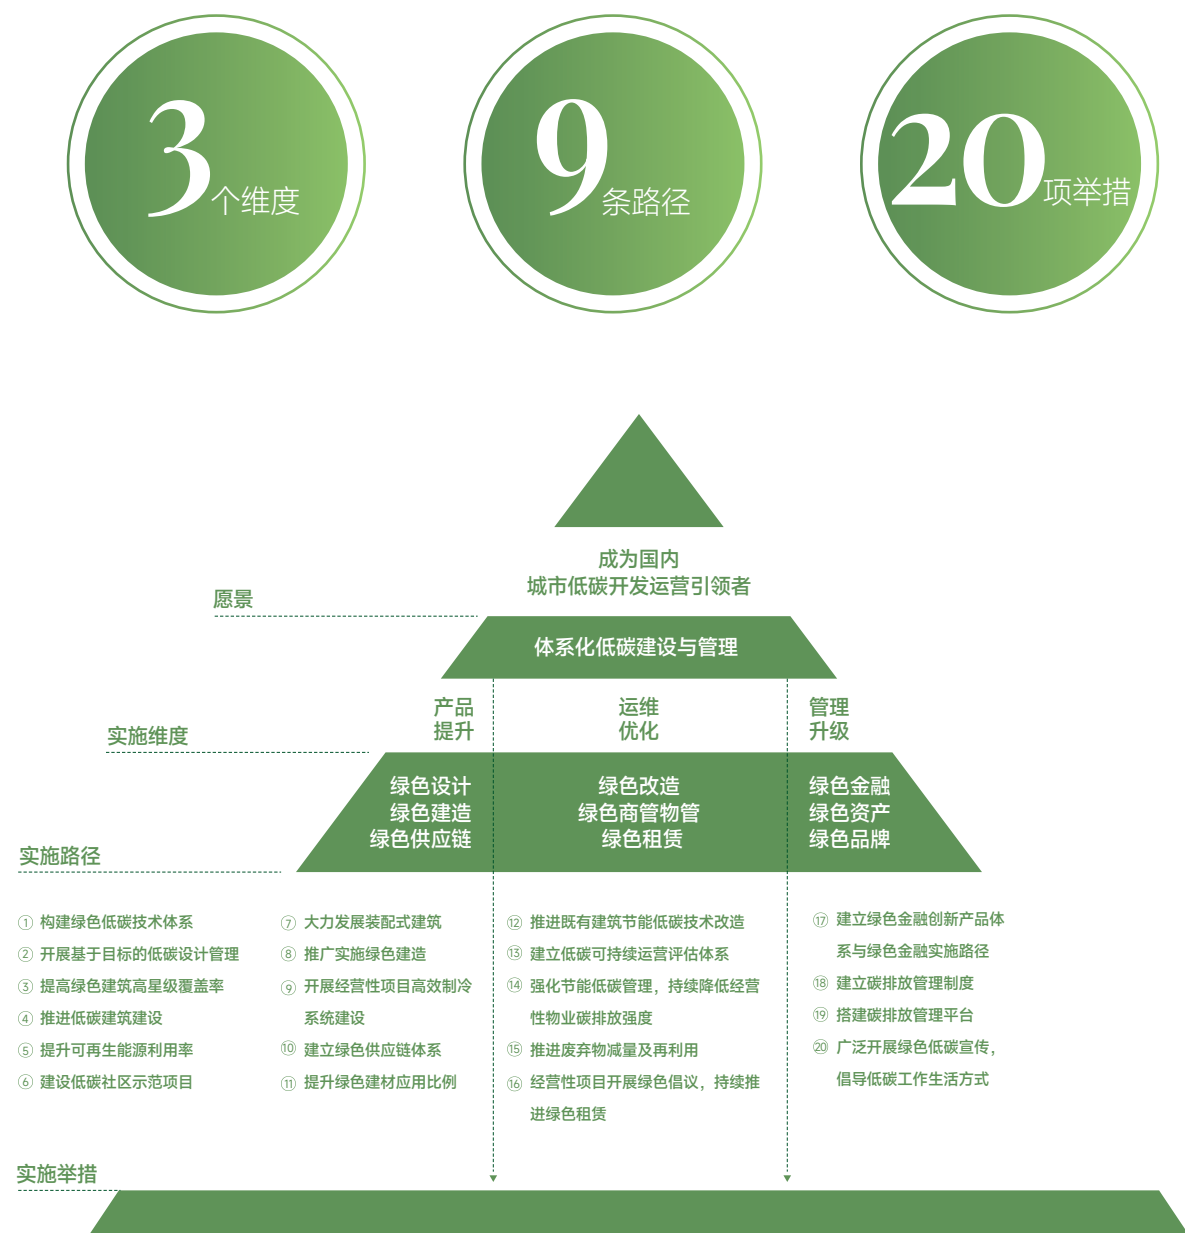 3个维度
9条路径
20项举措
成为国内
城市低碳开发运营引领者
愿景
体系化低碳建设与管理
产品
提升
运维
优化
管理
升级
实施维度
绿色设计
绿色建造
绿色供应链
绿色改造
绿色商管物管
绿色租赁
绿色金融
绿色资产
绿色品牌
实施路径
① 构建绿色低碳技术体系
② 开展基于目标的低碳设计管理
③ 提高绿色建筑高星级覆盖率
④ 推进低碳建筑建设
⑤ 提升可再生能源利用率
⑥ 建设低碳社区示范项目
⑦ 大力发展装配式建筑
⑧ 推广实施绿色建造
⑨ 开展经营性项目高效制冷
系统建设
⑩ 建立绿色供应链体系
⑪ 提升绿色建材应用比例
⑫ 推进既有建筑节能低碳技术改造
⑬ 建立低碳可持续运营评估体系
⑭ 强化节能低碳管理，持续降低经营
性物业碳排放强度
⑮ 推进废弃物减量及再利用
⑯ 经营性项目开展绿色倡议，持续推
进绿色租赁
⑰ 建立绿色金融创新产品体
系与绿色金融实施路径
⑱ 建立碳排放管理制度
⑲ 搭建碳排放管理平台
⑳ 广泛开展绿色低碳宣传，
倡导低碳工作生活方式
实施举措